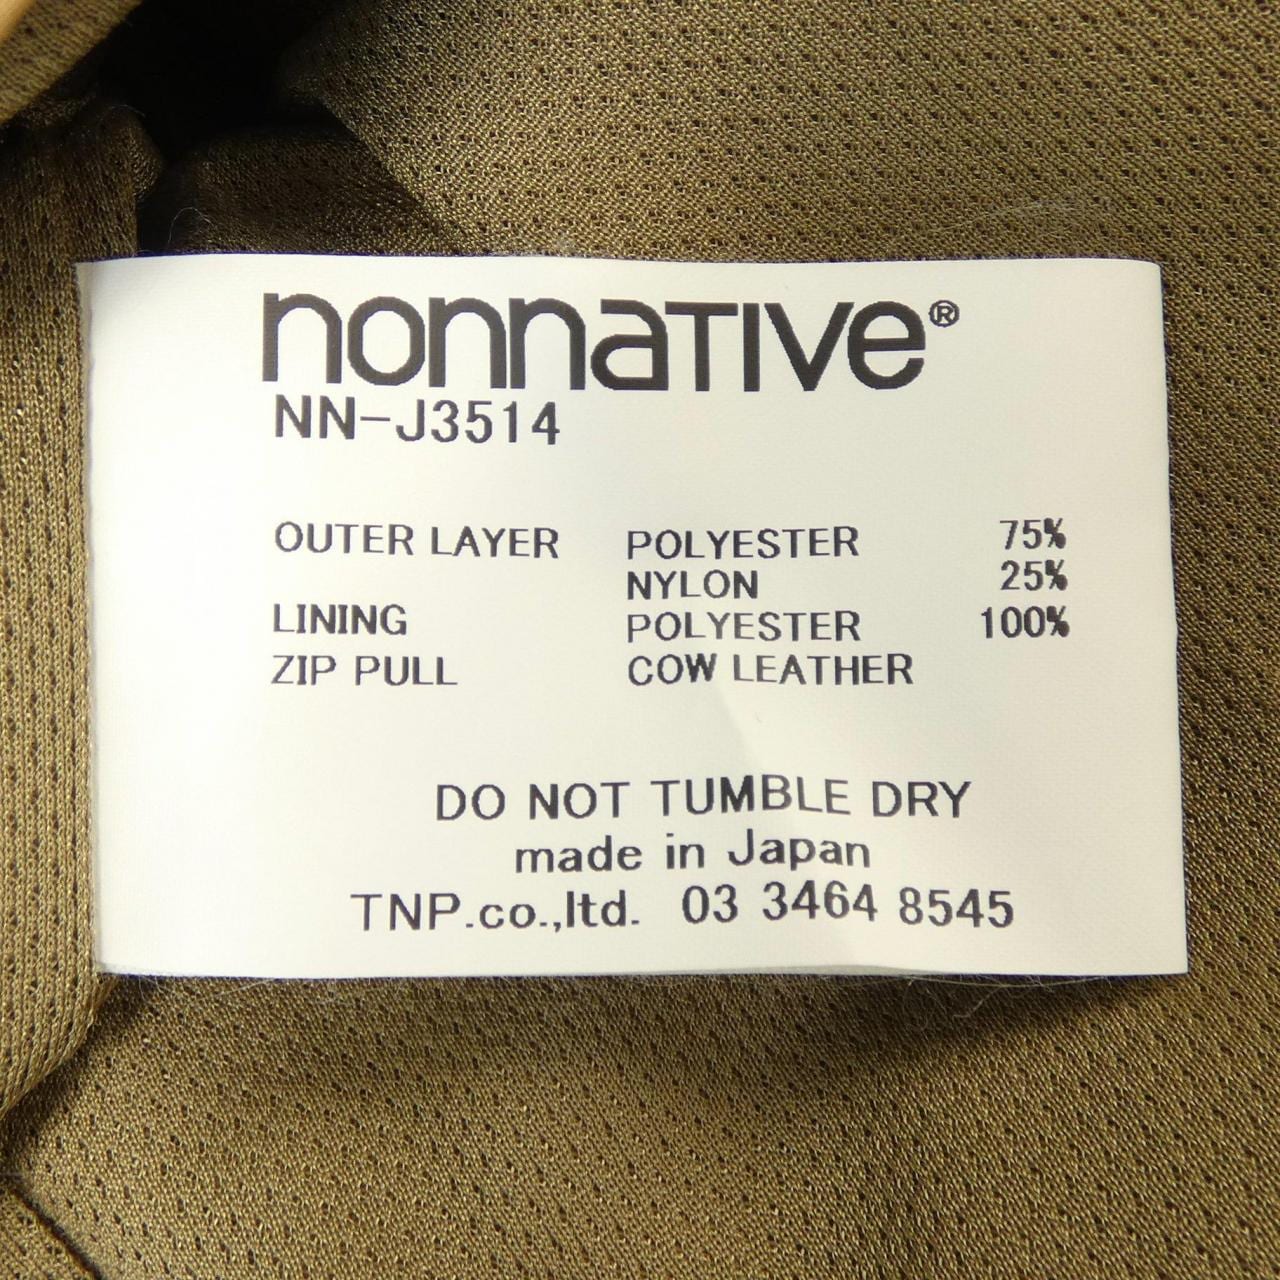 nonnative®
NN-J3514
OUTER LAYER POLYESTER 75%
NYLON 25%
LINING POLYESTER 100%
ZIP PULL COW LEATHER
DO NOT TUMBLE DRY
made in Japan
TNP.co.,ltd. 03 3464 8545